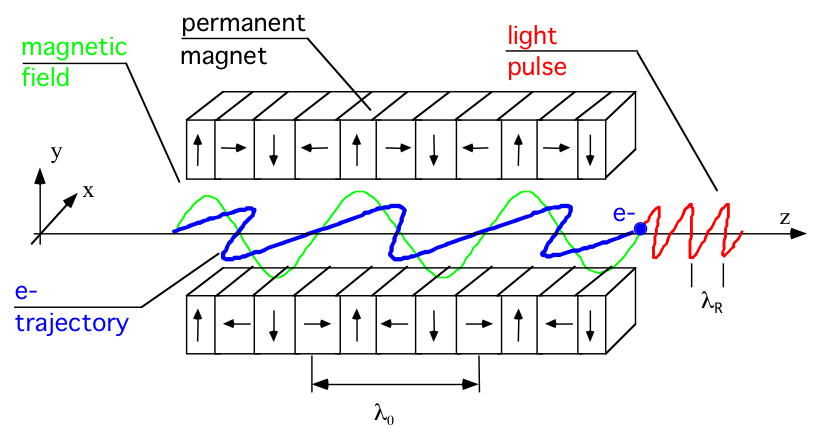 permanent
magnet
magnetic
field
light
pulse
y
x
e-
z
λR
e-
trajectory
λ0